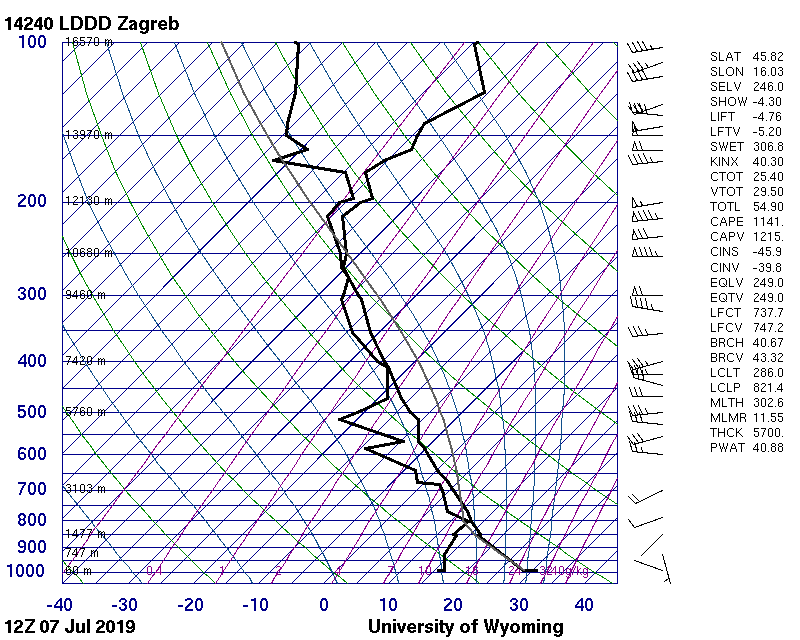 14240 LDDD Zagreb
100 16570 m
13970 m
200 12130 m
10680 m
300 9460 m
400 7420 m
500 5760 m
600
700 3103 m
800
1477 m
900
747 m
1000 60 m 0.4 1 2 4 7 10 16 24 32 40g/kg
-40 -30 -20 -10 0 10 20 30 40
12Z 07 Jul 2019 University of Wyoming
SLAT 45.82
SLON 16.03
SELV 246.0
SHOW -4.30
LIFT -4.76
LFTV -5.20
SWET 306.8
KINX 40.30
CTOT 25.40
VTOT 29.50
TOTL 54.90
CAPE 1141.
CAPV 1215.
CINS -45.9
CINV -39.8
EQLV 249.0
EQTV 249.0
LFCT 737.7
LFCV 747.2
BRCH 40.67
BRCV 43.32
LCLT 286.0
LCLP 821.4
MLTH 302.6
MLMR 11.55
THCK 5700.
PWAT 40.88